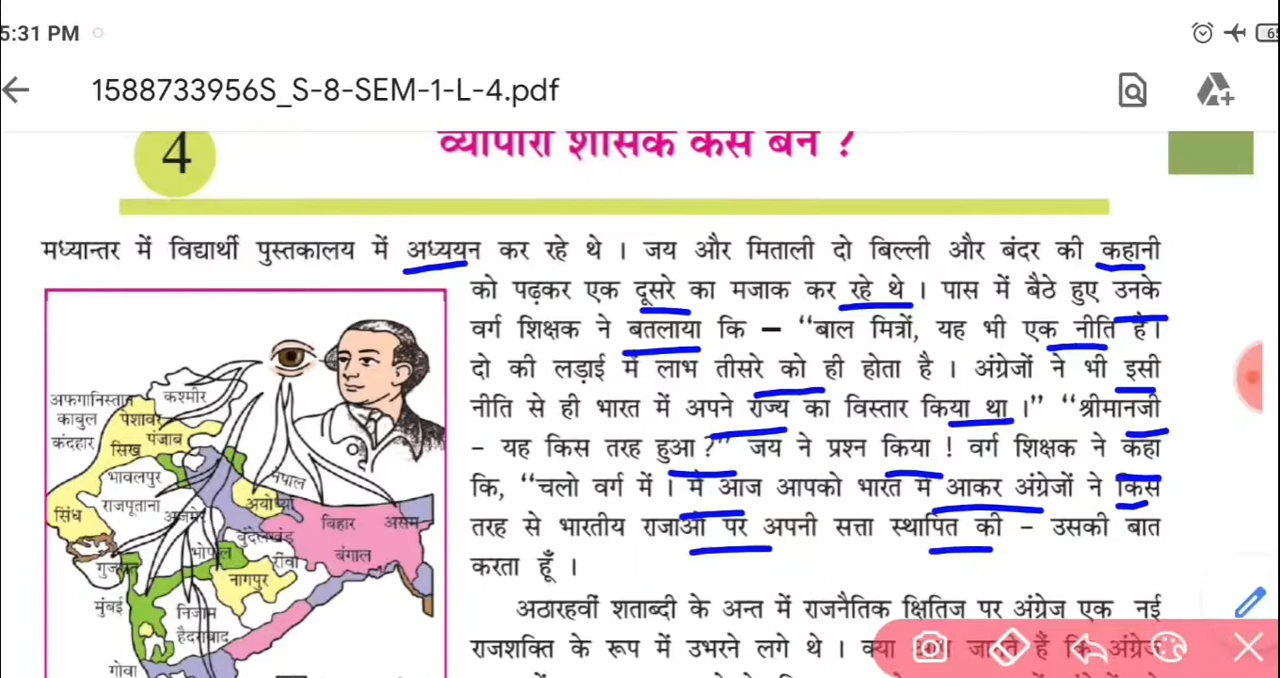 5:31 PM
65
1588733956S_S-8-SEM-1-L-4.pdf
4
व्यापारी शासक कैसे बने ?
मध्यान्तर में विद्यार्थी पुस्तकालय में अध्ययन कर रहे थे । जय और मिताली दो बिल्ली और बंदर की कहानी
को पढ़कर एक दूसरे का मजाक कर रहे थे । पास में बैठे हुए उनके
वर्ग शिक्षक ने बतलाया कि – “बाल मित्रों, यह भी एक नीति है।
दो की लड़ाई में लाभ तीसरे को ही होता है । अंग्रेजों ने भी इसी
नीति से ही भारत में अपने राज्य का विस्तार किया था ।” “श्रीमानजी
- यह किस तरह हुआ ?” जय ने प्रश्न किया ! वर्ग शिक्षक ने कहा
कि, “चलो वर्ग में । मैं आज आपको भारत में आकर अंग्रेजों ने किस
तरह से भारतीय राजाओं पर अपनी सत्ता स्थापित की – उसकी बात
करता हूँ ।
अठारहवीं शताब्दी के अन्त में राजनैतिक क्षितिज पर अंग्रेज एक नई
राजशक्ति के रूप में उभरने लगे थे । क्या आप जानते हैं कि अंग्रेज
अफगानिस्तान
कश्मीर
काबुल
पेशावर
कंदहार
सिख
पंजाब
भावलपुर
नेपाल
राजपूताना
अयोध्या
सिंध
अजमेर
बिहार
असम
बुंदेलखंड
भोपाल
रींवा
बंगाल
गुजरात
नागपुर
मुंबई
निजाम
हैदराबाद
गोवा